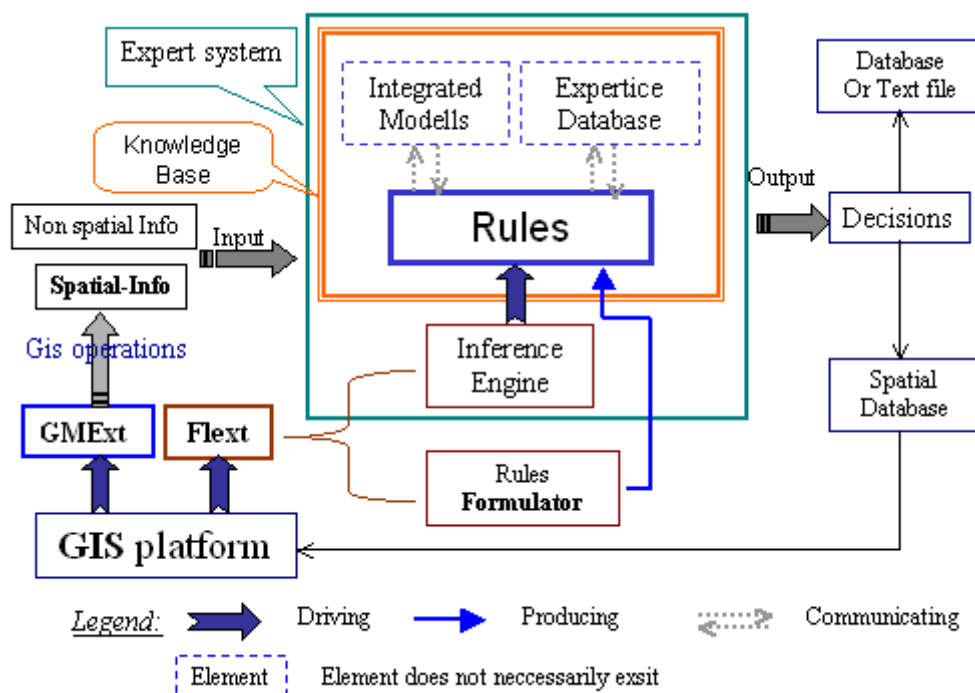 Expert system
Knowledge
Base
Integrated
Modells
Expertice
Database
Rules
Database
Or Text file
Non spatial Info
Input
Output
Decisions
Spatial-Info
Gis operations
Inference
Engine
Spatial
Database
GMExt
Flext
Rules
Formulator
GIS platform
Legend:
Driving
Producing
Communicating
Element
Element does not neccessarily exsit